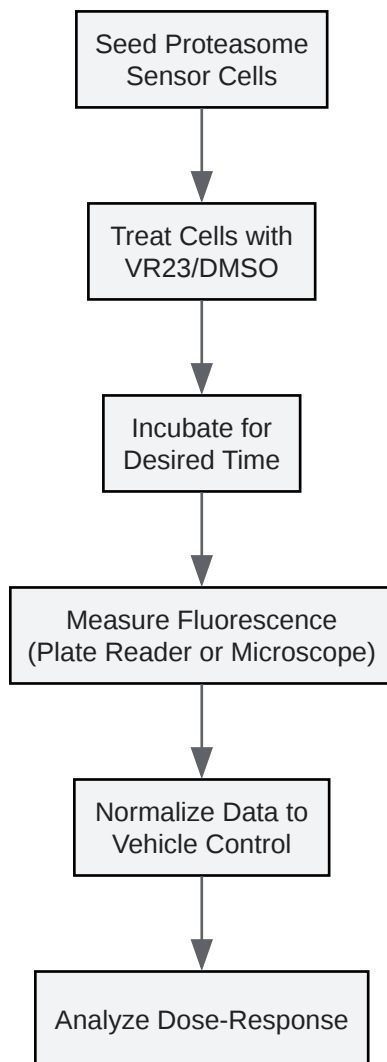 Seed Proteasome
Sensor Cells
Treat Cells with
VR23/DMSO
Incubate for
Desired Time
Measure Fluorescence
(Plate Reader or Microscope)
Normalize Data to
Vehicle Control
Analyze Dose-Response